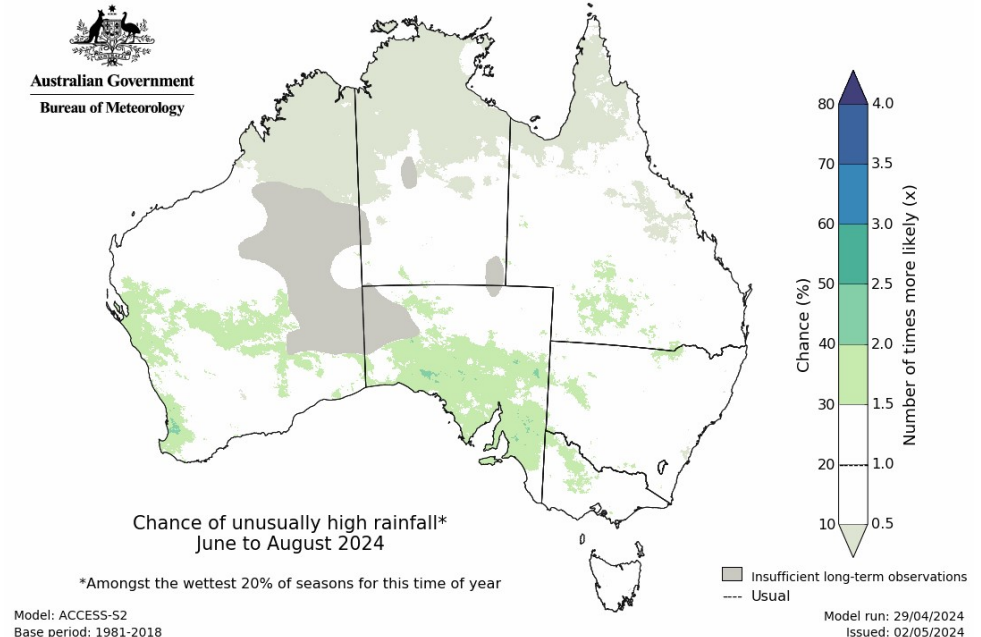 Australian Government
Bureau of Meteorology
80
4.0
70
3.5
60
3.0
50
2.5
40
2.0
30
1.5
20
1.0
10
0.5
Chance (%)
Number of times more likely (x)
Chance of unusually high rainfall*
June to August 2024
*Amongst the wettest 20% of seasons for this time of year
Insufficient long-term observations
Usual
Model: ACCESS-S2
Base period: 1981-2018
Model run: 29/04/2024
Issued: 02/05/2024